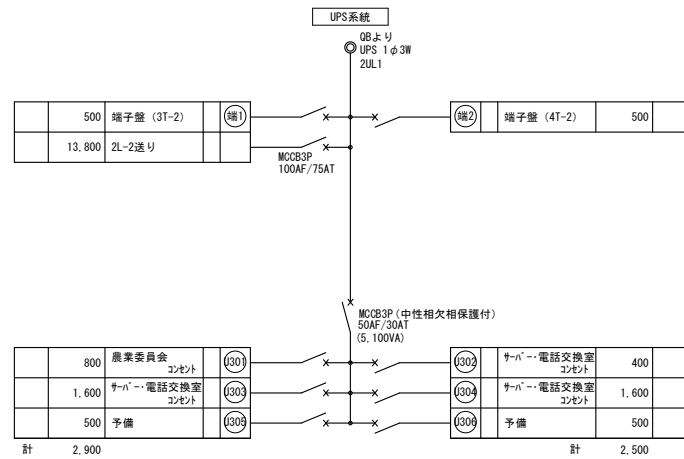 UPS系統
QBより
UPS 1φ3W
2UL1
500 端子盤 (3T-2) 端1
端2 端子盤 (4T-2) 500
13,800 2L-2送り
MCCB3P
100AF/75AT
MCCB3P(中性相欠相保護付)
50AF/30AT
(5,100VA)
800 農業委員会 コンセント U301
U302 サーバー・電話交換室 コンセント 400
1,600 サーバー・電話交換室 コンセント U303
U304 サーバー・電話交換室 コンセント 1,600
500 予備 U305
U306 予備 500
計 2,900
計 2,500